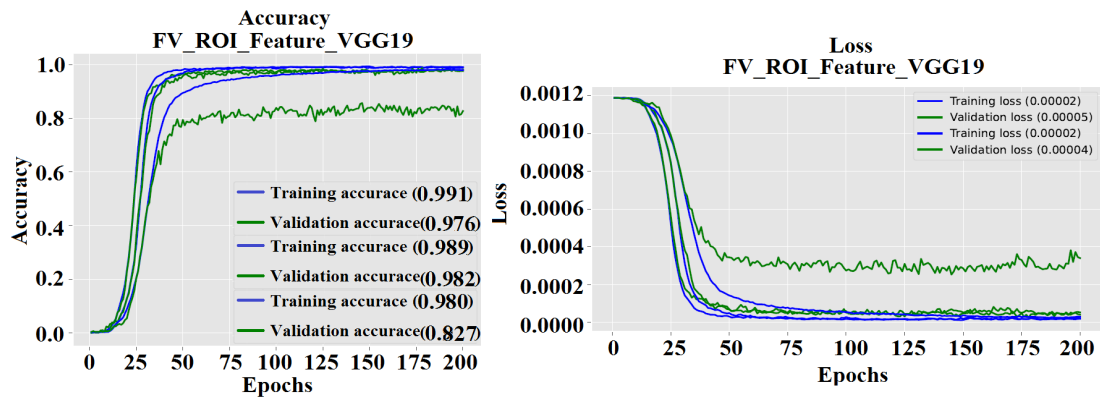 Accuracy
FV_ROI_Feature_VGG19
1.0
0.8
0.6
0.4
0.2
0.0
Accuracy
Training accurace (0.991)
Validation accurace(0.976)
Training accurace (0.989)
Validation accurace(0.982)
Training accurace (0.980)
Validation accurace(0.827)
0 25 50 75 100 125 150 175 200
Epochs
Loss
FV_ROI_Feature_VGG19
0.0012
0.0010
0.0008
0.0006
0.0004
0.0002
0.0000
Loss
Training loss (0.00002)
Validation loss (0.00005)
Training loss (0.00002)
Validation loss (0.00004)
0 25 50 75 100 125 150 175 200
Epochs